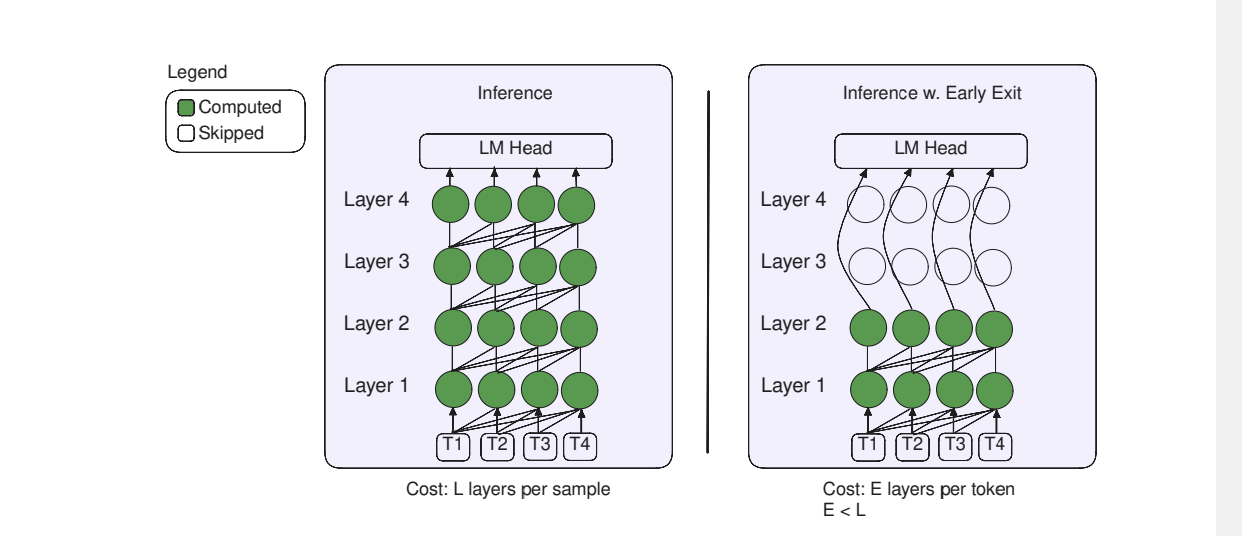 Legend
Computed
Skipped
Inference
LM Head
Layer 4
Layer 3
Layer 2
Layer 1
T1 T2 T3 T4
Cost: L layers per sample
Inference w. Early Exit
LM Head
Layer 4
Layer 3
Layer 2
Layer 1
T1 T2 T3 T4
Cost: E layers per token
E < L